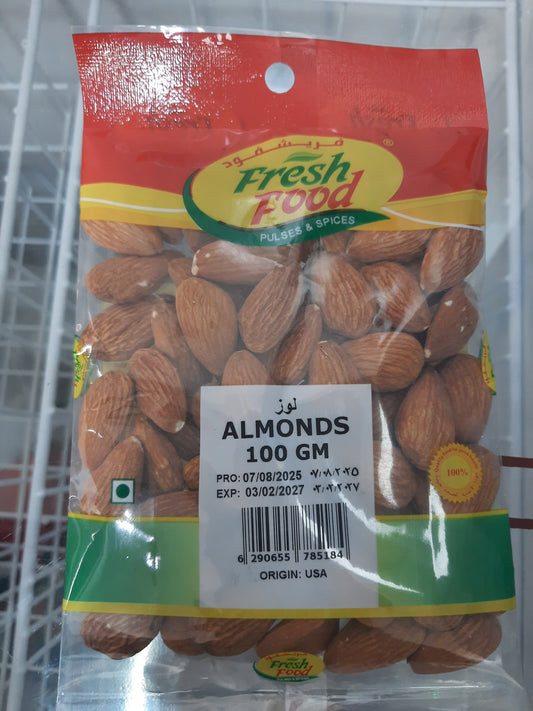 فريشفود
®
Fresh
Food
PULSES & SPICES
لوز
ALMONDS
100 GM
PRO: 07/08/2025 ٠٧/٠٨/٢٠٢٥
EXP: 03/02/2027 ٠٣/٠٢/٢٠٢٧
100%
6 290655 785184
ORIGIN: USA
Fresh
Food